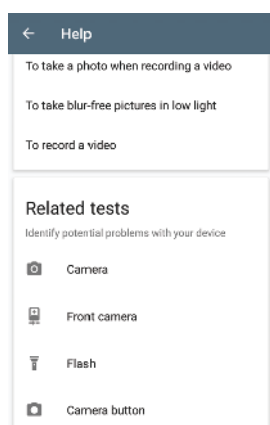 Help
To take a photo when recording a video
To take blur-free pictures in low light
To record a video
Related tests
Identify potential problems with your device
Camera
Front camera
Flash
Camera button